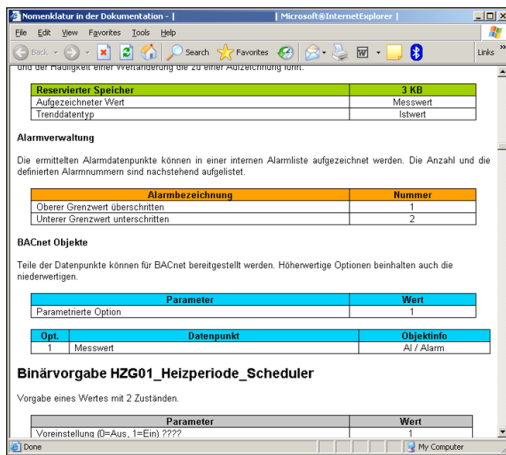 Nomenklatur in der Dokumentation - | | Microsoft®InternetExplorer |
File Edit View Favorites Tools Help
Back Search Favorites Links »
und der Häufigkeit einer Wertänderung die zu einer Aufzeichnung führt.
Reservierter Speicher 3 KB
Aufgezeichneter Wert Messwert
Trenddatentyp Istwert
Alarmverwaltung
Die ermittelten Alarmdatenpunkte können in einer internen Alarmliste aufgezeichnet werden. Die Anzahl und die
definierten Alarmnummern sind nachstehend aufgelistet.
Alarmbezeichnung Nummer
Oberer Grenzwert überschritten 1
Unterer Grenzwert unterschritten 2
BACnet Objekte
Teile der Datenpunkte können für BACnet bereitgestellt werden. Höherwertige Optionen beinhalten auch die
niederwertigen.
Parameter Wert
Parametrierte Option 1
Opt. Datenpunkt Objektinfo
1 Messwert AI / Alarm
Binärvorgabe HZG01_Heizperiode_Scheduler
Vorgabe eines Wertes mit 2 Zuständen.
Parameter Wert
Voreinstellung (0=Aus, 1=Ein) ???? 1
Done My Computer